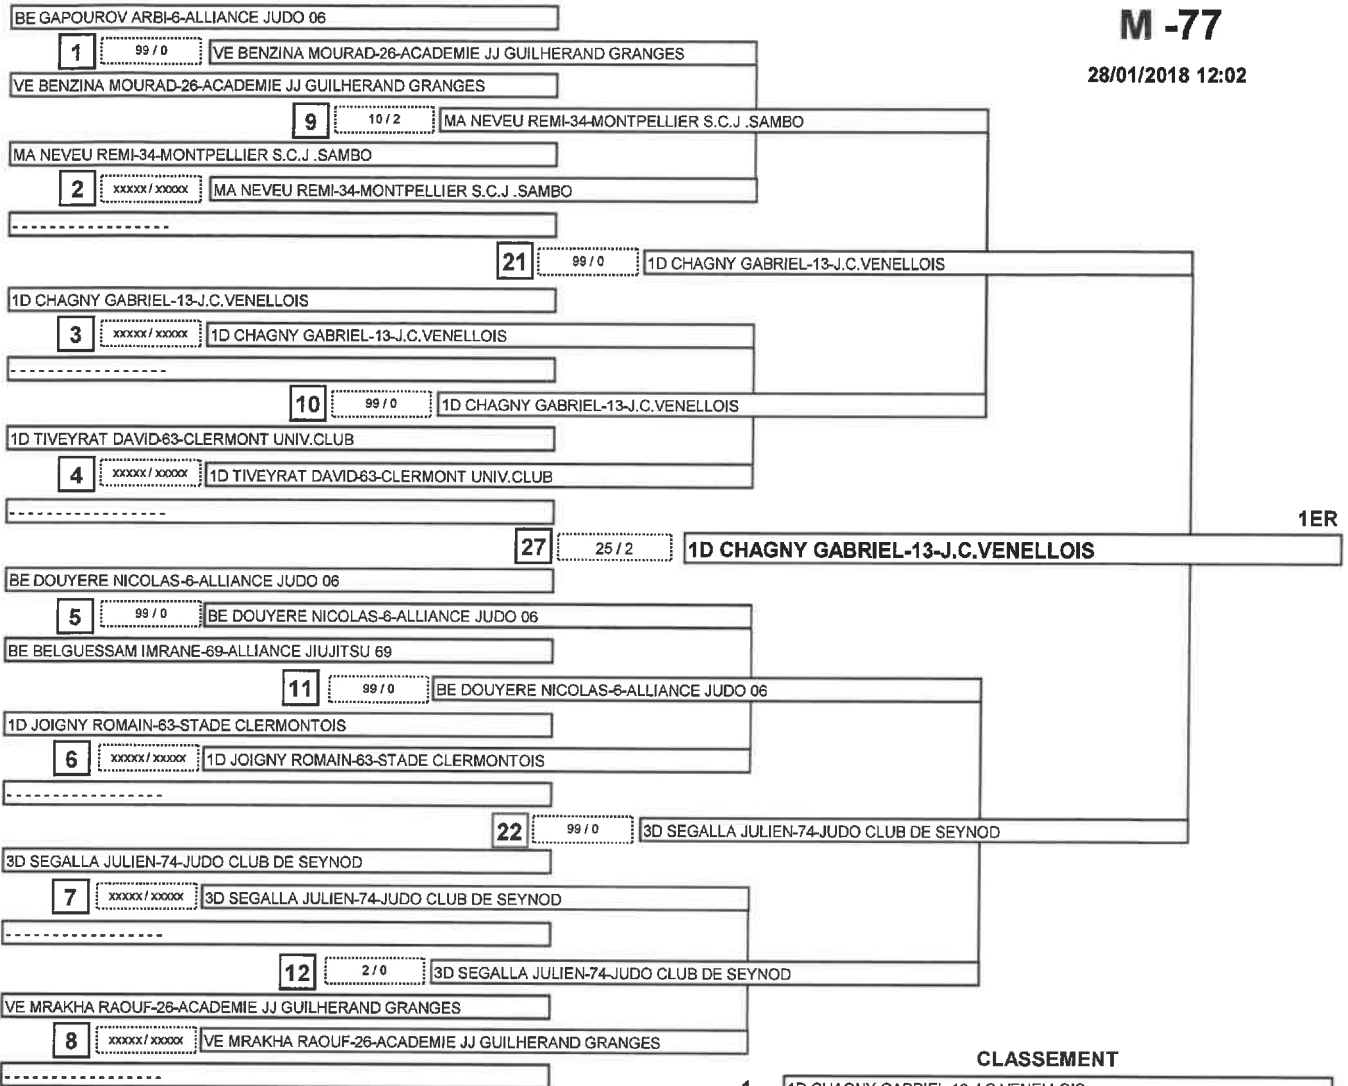 BE GAPOUROV ARBI-6-ALLIANCE JUDO 06
M -77
1 99 / 0 VE BENZINA MOURAD-26-ACADEMIE JJ GUILHERAND GRANGES
28/01/2018 12:02
VE BENZINA MOURAD-26-ACADEMIE JJ GUILHERAND GRANGES
9 10 / 2 MA NEVEU REMI-34-MONTPELLIER S.C.J .SAMBO
MA NEVEU REMI-34-MONTPELLIER S.C.J .SAMBO
2 xxxxx / xxxxx MA NEVEU REMI-34-MONTPELLIER S.C.J .SAMBO
-----------------
21 99 / 0 1D CHAGNY GABRIEL-13-J.C.VENELLOIS
1D CHAGNY GABRIEL-13-J.C.VENELLOIS
3 xxxxx / xxxxx 1D CHAGNY GABRIEL-13-J.C.VENELLOIS
-----------------
10 99 / 0 1D CHAGNY GABRIEL-13-J.C.VENELLOIS
1D TIVEYRAT DAVID-63-CLERMONT UNIV.CLUB
4 xxxxx / xxxxx 1D TIVEYRAT DAVID-63-CLERMONT UNIV.CLUB
-----------------
1ER
27 25 / 2 1D CHAGNY GABRIEL-13-J.C.VENELLOIS
BE DOUYERE NICOLAS-6-ALLIANCE JUDO 06
5 99 / 0 BE DOUYERE NICOLAS-6-ALLIANCE JUDO 06
BE BELGUESSAM IMRANE-69-ALLIANCE JIUJITSU 69
11 99 / 0 BE DOUYERE NICOLAS-6-ALLIANCE JUDO 06
1D JOIGNY ROMAIN-63-STADE CLERMONTOIS
6 xxxxx / xxxxx 1D JOIGNY ROMAIN-63-STADE CLERMONTOIS
-----------------
22 99 / 0 3D SEGALLA JULIEN-74-JUDO CLUB DE SEYNOD
3D SEGALLA JULIEN-74-JUDO CLUB DE SEYNOD
7 xxxxx / xxxxx 3D SEGALLA JULIEN-74-JUDO CLUB DE SEYNOD
-----------------
12 2 / 0 3D SEGALLA JULIEN-74-JUDO CLUB DE SEYNOD
VE MRAKHA RAOUF-26-ACADEMIE JJ GUILHERAND GRANGES
8 xxxxx / xxxxx VE MRAKHA RAOUF-26-ACADEMIE JJ GUILHERAND GRANGES
CLASSEMENT
-----------------
1 1D CHAGNY GABRIEL-13-J.C.VENELLOIS